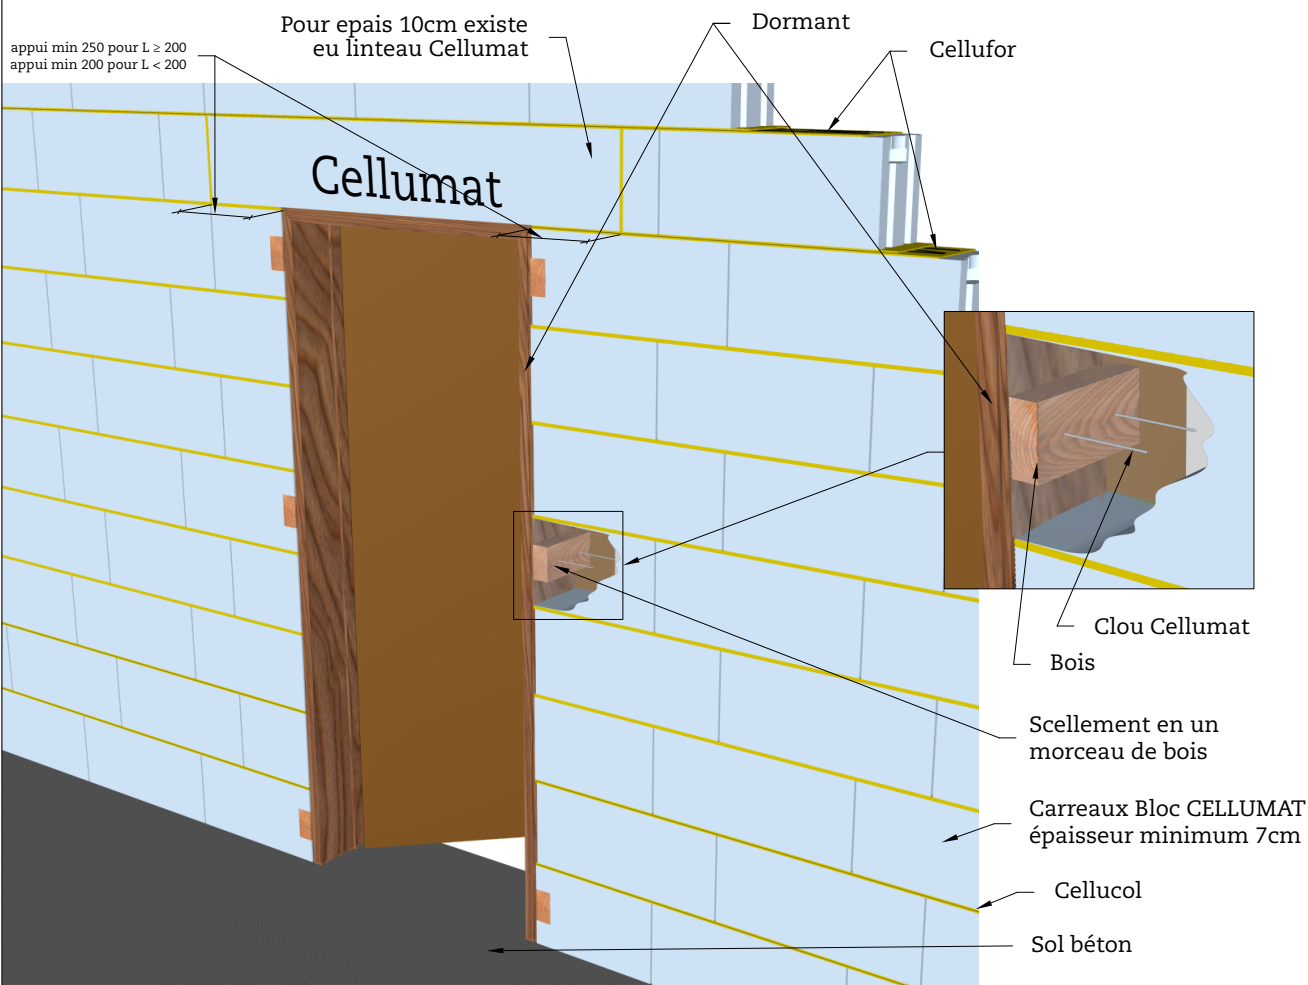 Pour epais 10cm existe
eu linteau Cellumat
Dormant
Cellufor
appui min 250 pour L ≥ 200
appui min 200 pour L < 200
Cellumat
Clou Cellumat
Bois
Scellement en un
morceau de bois
Carreaux Bloc CELLUMAT
épaisseur minimum 7cm
Cellucol
Sol béton